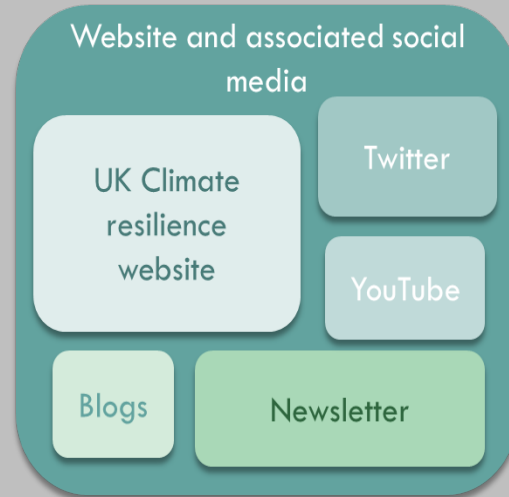 Website and associated social
media
UK Climate
resilience
website
Twitter
YouTube
Blogs
Newsletter